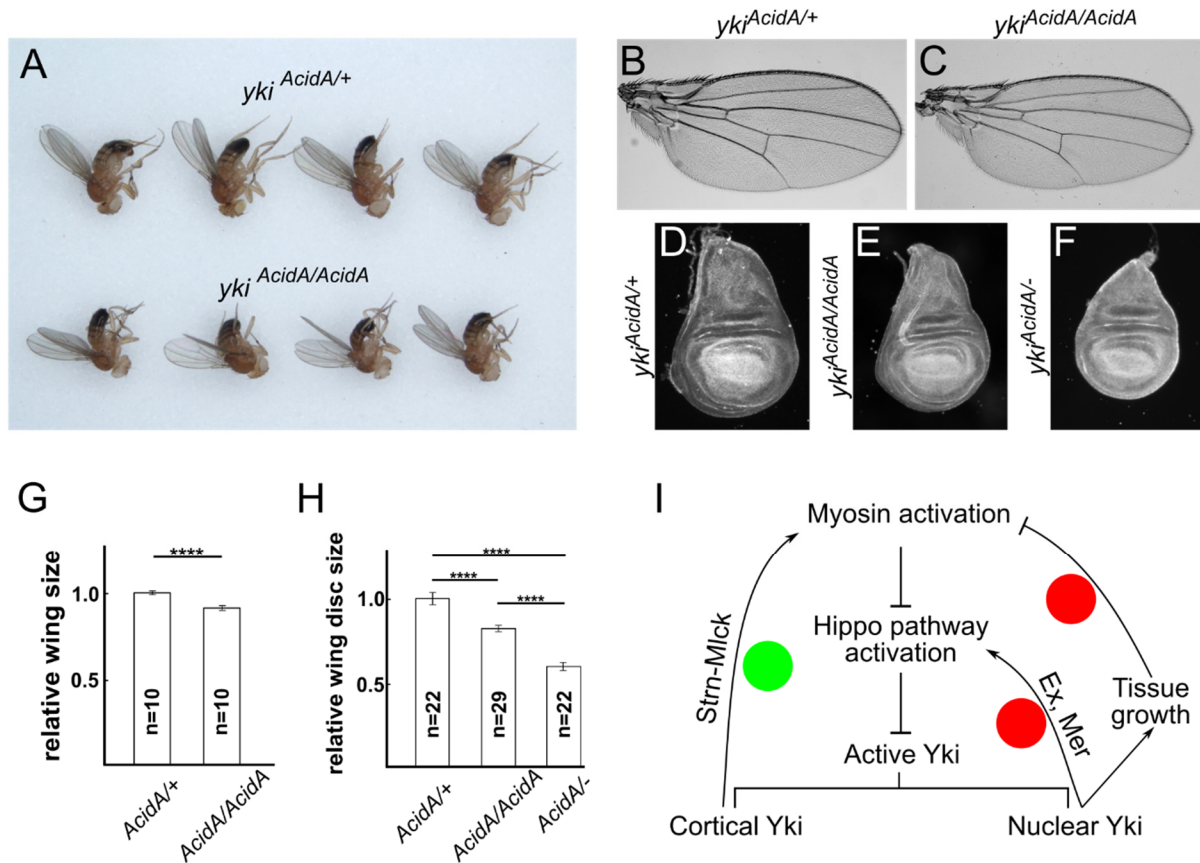 A
yki AcidA/+
yki AcidA/AcidA
yki AcidA/+
yki AcidA/AcidA
B
C
D
E
F
yki AcidA/+
yki AcidA/AcidA
yki AcidA/-
G
relative wing size
1.0
0.5
****
n=10
n=10
AcidA/+
AcidA/AcidA
H
relative wing disc size
1.0
0.5
****
****
****
n=22
n=29
n=22
AcidA/+
AcidA/AcidA
AcidA/-
I
Myosin activation
Strn-Mlck
Hippo pathway
activation
Ex, Mer
Tissue
growth
Active Yki
Cortical Yki
Nuclear Yki